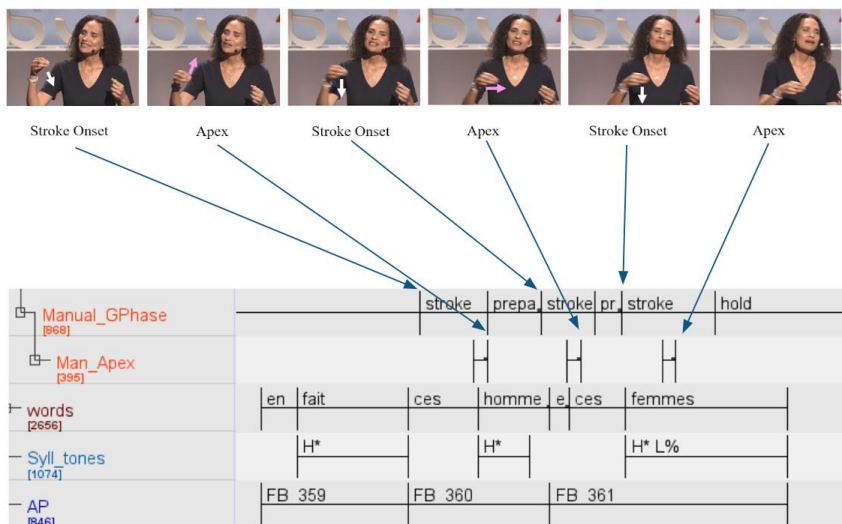 Stroke Onset Apex Stroke Onset Apex Stroke Onset Apex
Manual_GPhase stroke prepa. stroke pr. stroke hold
[868]
Man_Apex
[395]
words en fait ces homme. e. ces femmes
[2656]
Syll_tones H* H* H* L%
[1074]
AP FB 359 FB 360 FB 361
[846]